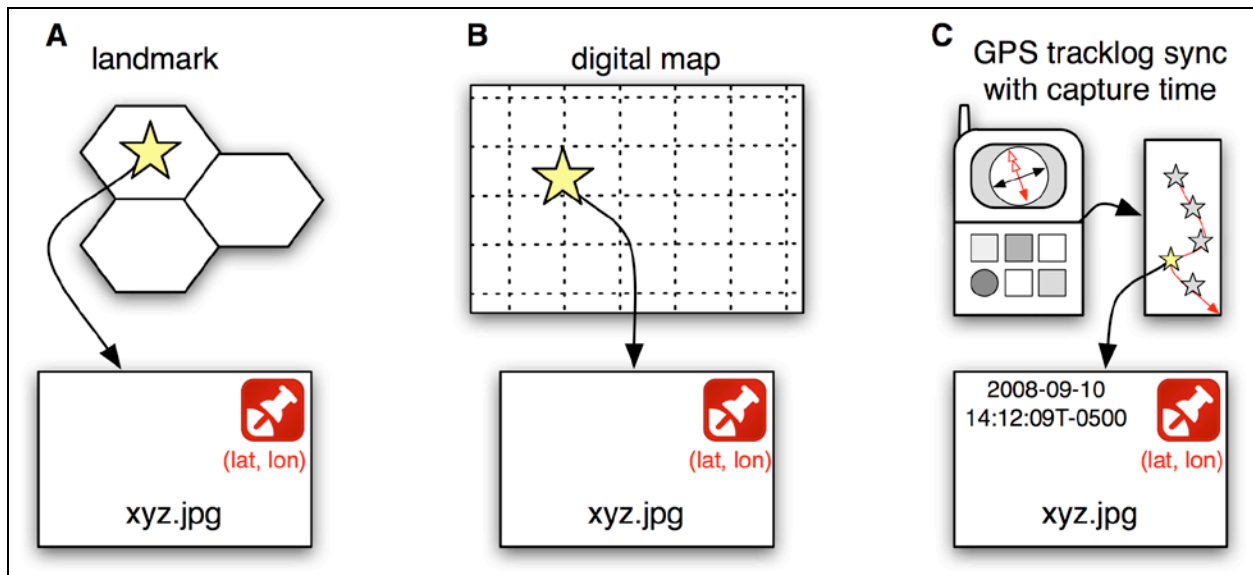 A
landmark
(lat, lon)
xyz.jpg
B
digital map
(lat, lon)
xyz.jpg
C
GPS tracklog sync
with capture time
2008-09-10
14:12:09T-0500
(lat, lon)
xyz.jpg